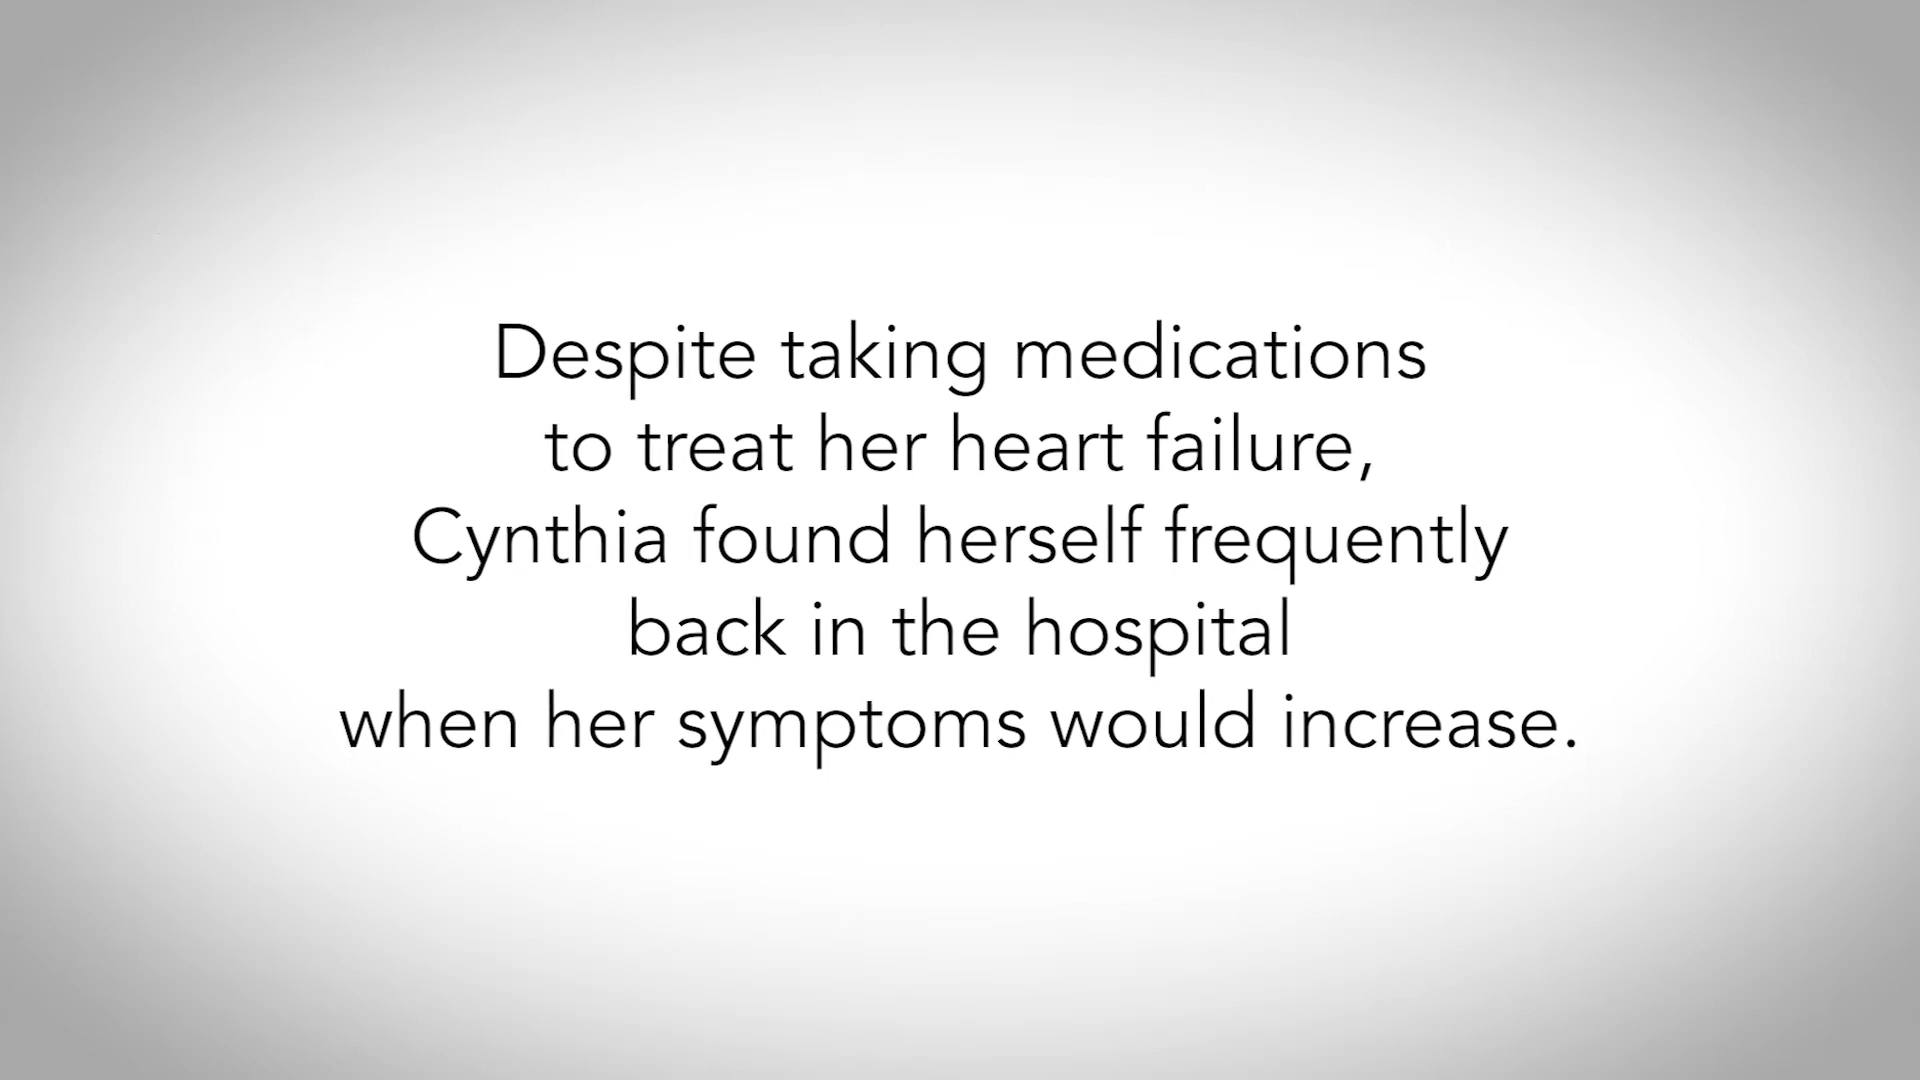 Despite taking medications
to treat her heart failure,
Cynthia found herself frequently
back in the hospital
when her symptoms would increase.